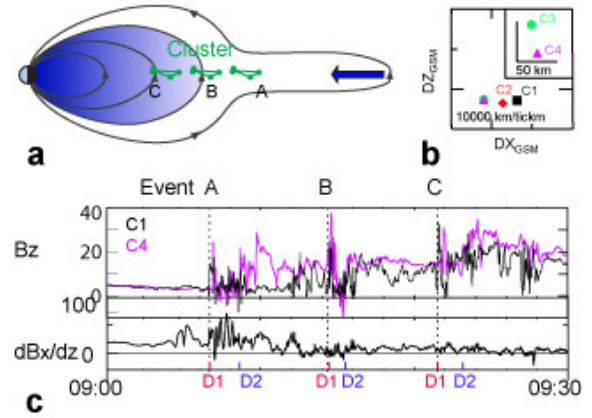 Cluster
C B A
a
DZGSM
C3
C4
50 km
C2 C1
10000 km/tickm
DXGSM
b
Event A B C
40
C1
C4
Bz 20
0
100
dBx/dz 0
D1 D2 D1 D2 D1 D2
09:00 09:30
c